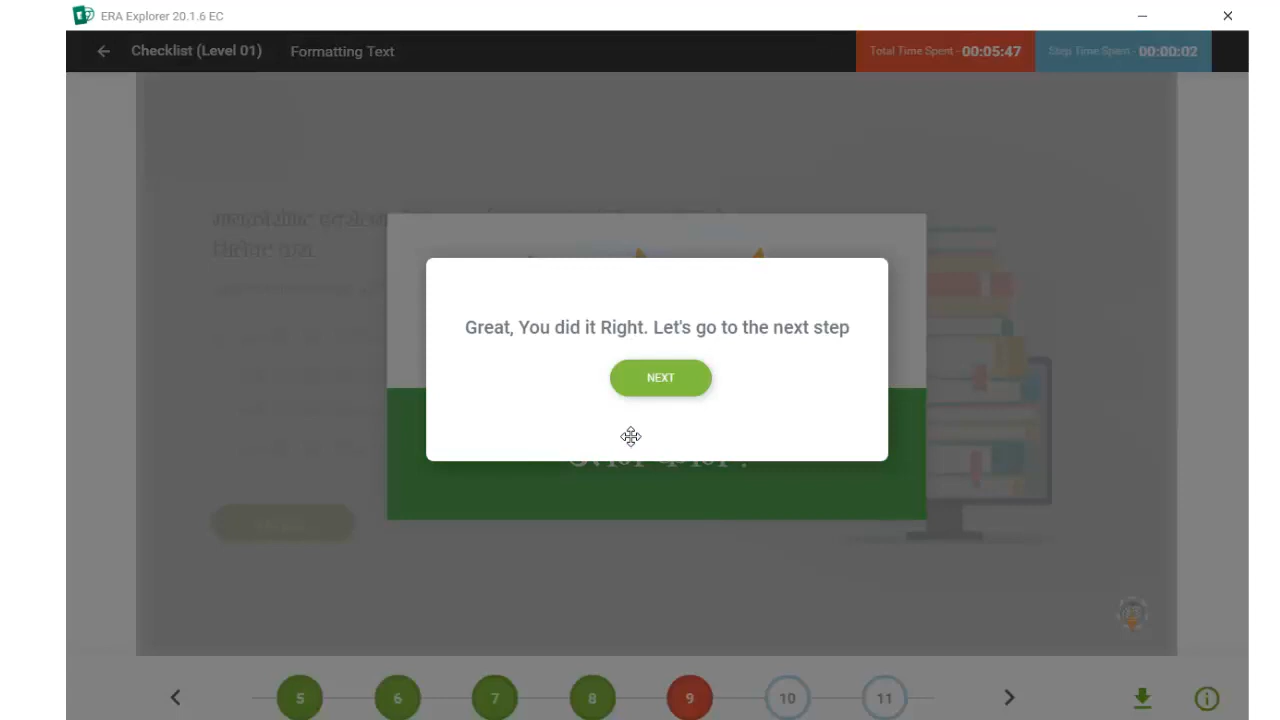 ERA Explorer 20.1.6 EC
Checklist (Level 01) Formatting Text Total Time Spent - 00:05:47 Step Time Spent - 00:00:02
Great, You did it Right. Let's go to the next step
NEXT
5 6 7 8 9 10 11